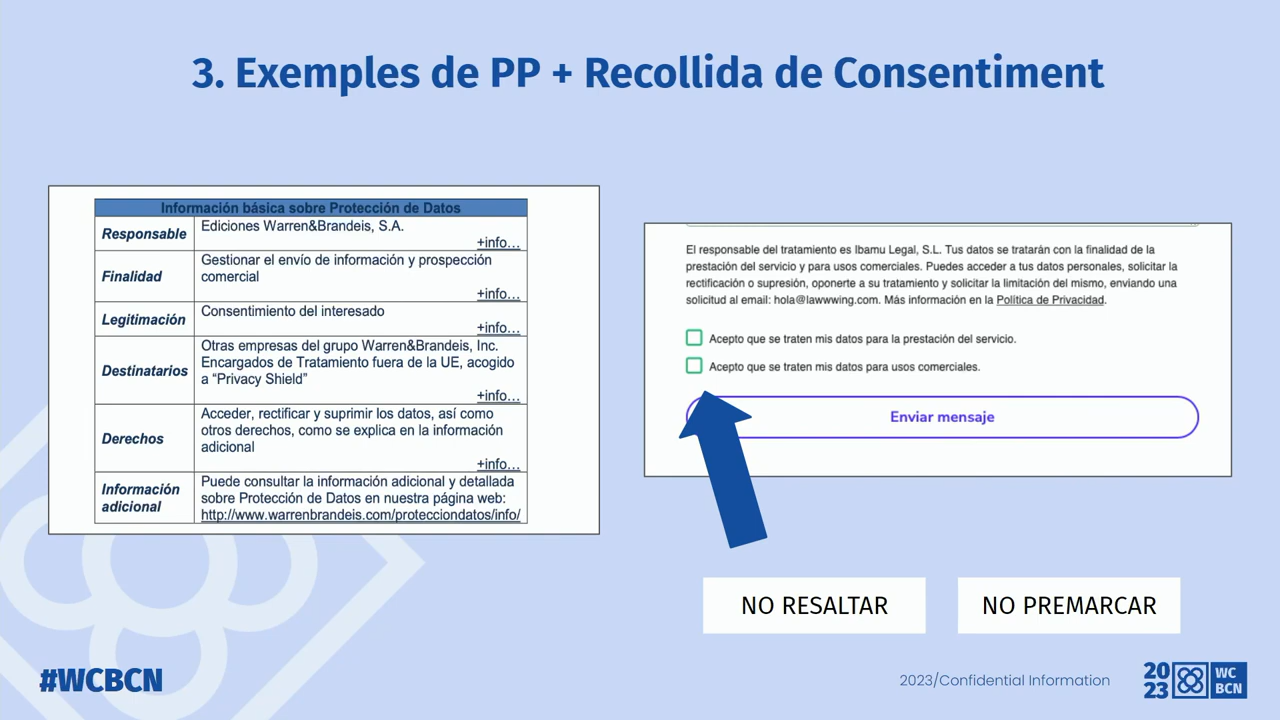 3. Exemples de PP + Recollida de Consentiment
Información básica sobre Protección de Datos
Responsable
Ediciones Warren&Brandeis, S.A.
+info…
Finalidad
Gestionar el envío de información y prospección
comercial
+info…
Legitimación
Consentimiento del interesado
+info…
Destinatarios
Otras empresas del grupo Warren&Brandeis, Inc.
Encargados de Tratamiento fuera de la UE, acogido
a “Privacy Shield”
+info…
Derechos
Acceder, rectificar y suprimir los datos, así como
otros derechos, como se explica en la información
adicional
+info…
Información
adicional
Puede consultar la información adicional y detallada
sobre Protección de Datos en nuestra página web:
http://www.warrenbrandeis.com/protecciondatos/info/
El responsable del tratamiento es Ibamu Legal, S.L. Tus datos se tratarán con la finalidad de la
prestación del servicio y para usos comerciales. Puedes acceder a tus datos personales, solicitar la
rectificación o supresión, oponerte a su tratamiento y solicitar la limitación del mismo, enviando una
solicitud al email: hola@lawwwing.com. Más información en la Política de Privacidad.
Acepto que se traten mis datos para la prestación del servicio.
Acepto que se traten mis datos para usos comerciales.
Enviar mensaje
NO RESALTAR
NO PREMARCAR
#WCBCN
2023/Confidential Information
20
23
WC
BCN